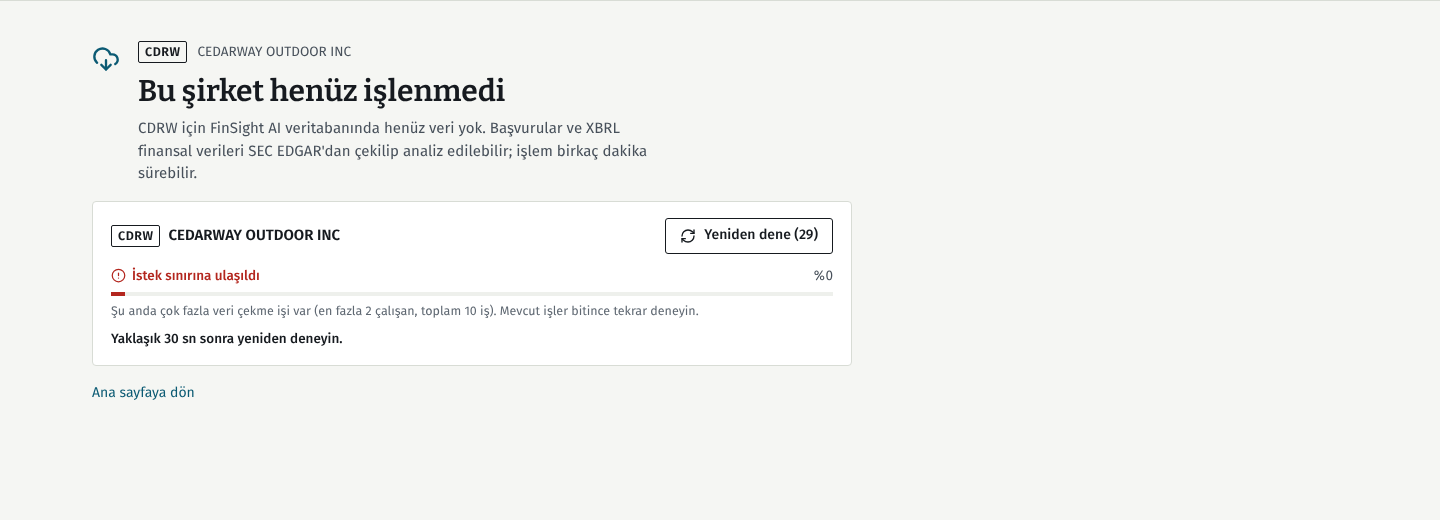 CDRW CEDARWAY OUTDOOR INC
Bu şirket henüz işlenmedi
CDRW için FinSight AI veritabanında henüz veri yok. Başvurular ve XBRL
finansal verileri SEC EDGAR'dan çekilip analiz edilebilir; işlem birkaç dakika
sürebilir.
CDRW CEDARWAY OUTDOOR INC
Yeniden dene (29)
İstek sınırına ulaşıldı
%0
Şu anda çok fazla veri çekme işi var (en fazla 2 çalışan, toplam 10 iş). Mevcut işler bitince tekrar deneyin.
Yaklaşık 30 sn sonra yeniden deneyin.
Ana sayfaya dön